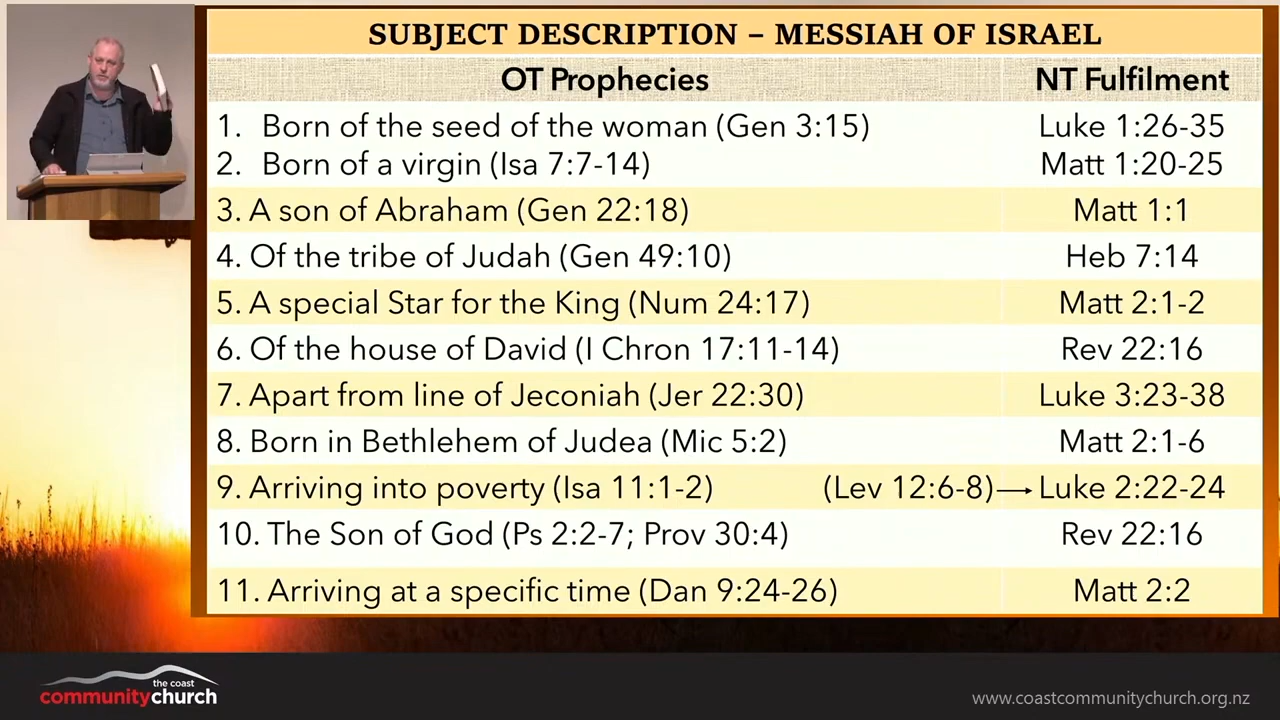 SUBJECT DESCRIPTION – MESSIAH OF ISRAEL
OT Prophecies NT Fulfilment
1. Born of the seed of the woman (Gen 3:15) Luke 1:26-35
2. Born of a virgin (Isa 7:7-14) Matt 1:20-25
3. A son of Abraham (Gen 22:18) Matt 1:1
4. Of the tribe of Judah (Gen 49:10) Heb 7:14
5. A special Star for the King (Num 24:17) Matt 2:1-2
6. Of the house of David (I Chron 17:11-14) Rev 22:16
7. Apart from line of Jeconiah (Jer 22:30) Luke 3:23-38
8. Born in Bethlehem of Judea (Mic 5:2) Matt 2:1-6
9. Arriving into poverty (Isa 11:1-2) (Lev 12:6-8)→Luke 2:22-24
10. The Son of God (Ps 2:2-7; Prov 30:4) Rev 22:16
11. Arriving at a specific time (Dan 9:24-26) Matt 2:2
the coast
communitychurch
www.coastcommunitychurch.org.nz